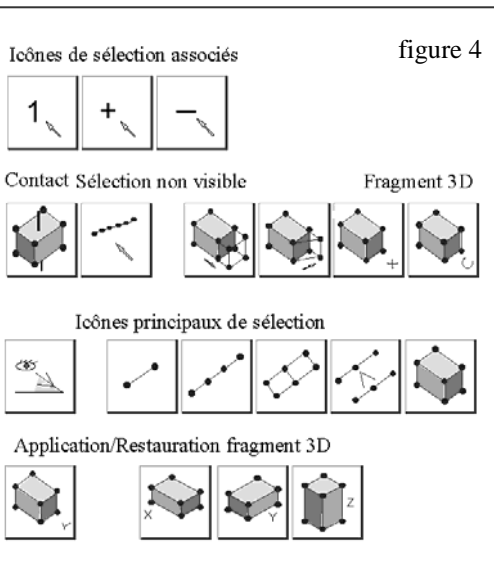 figure 4
Icônes de sélection associés
1 + −
Contact Sélection non visible Fragment 3D
Icônes principaux de sélection
Application/Restauration fragment 3D
Y X Y Z